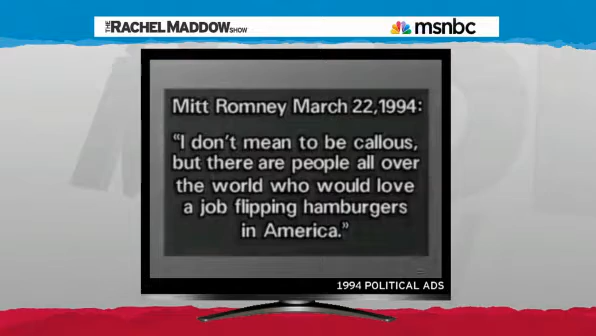 THE RACHEL MADDOW SHOW
msnbc
Mitt Romney March 22,1994:
“I don’t mean to be callous,
but there are people all over
the world who would love
a job flipping hamburgers
in America.”
1994 POLITICAL ADS